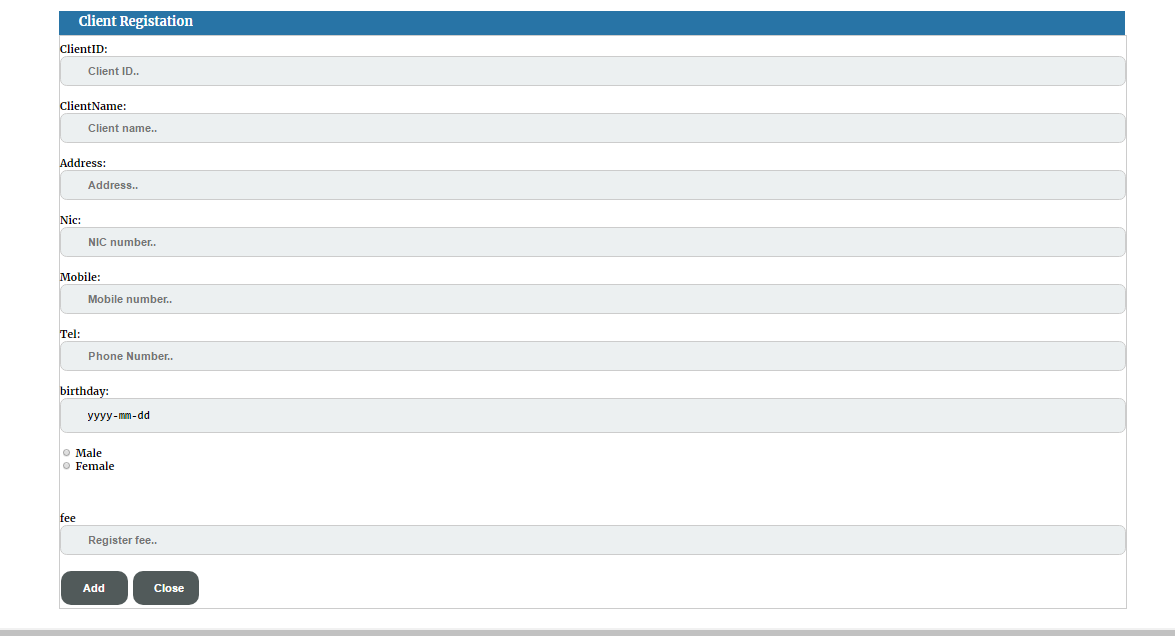 Client Registation
ClientID:
Client ID..
ClientName:
Client name..
Address:
Address..
Nic:
NIC number..
Mobile:
Mobile number..
Tel:
Phone Number..
birthday:
yyyy-mm-dd
Male
Female
fee
Register fee..
Add Close